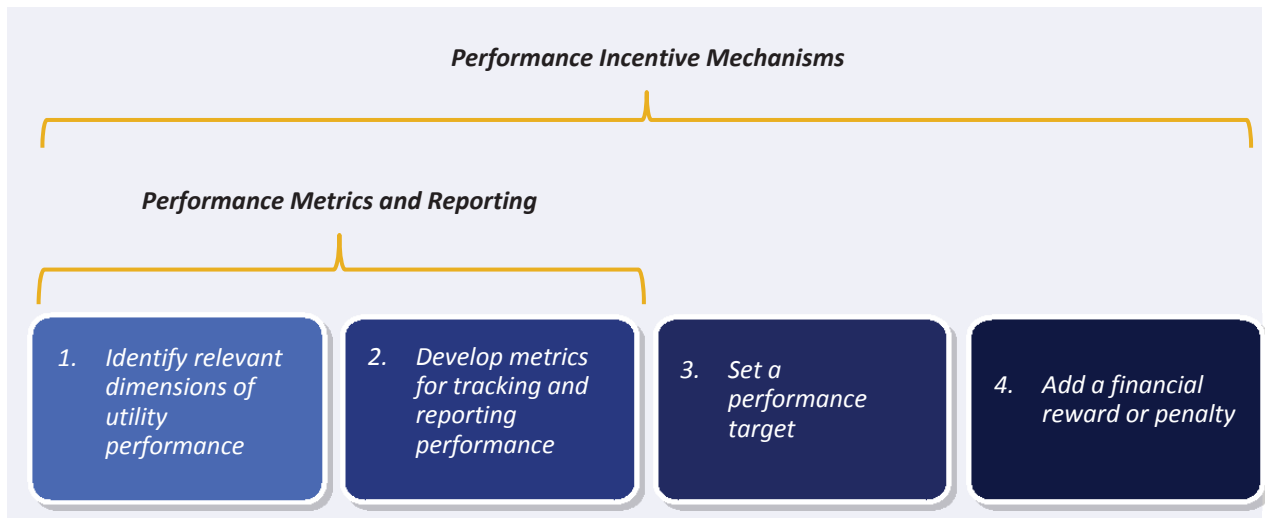 Performance Incentive Mechanisms
Performance Metrics and Reporting
1. Identify relevant
dimensions of
utility
performance
2. Develop metrics
for tracking and
reporting
performance
3. Set a
performance
target
4. Add a financial
reward or penalty